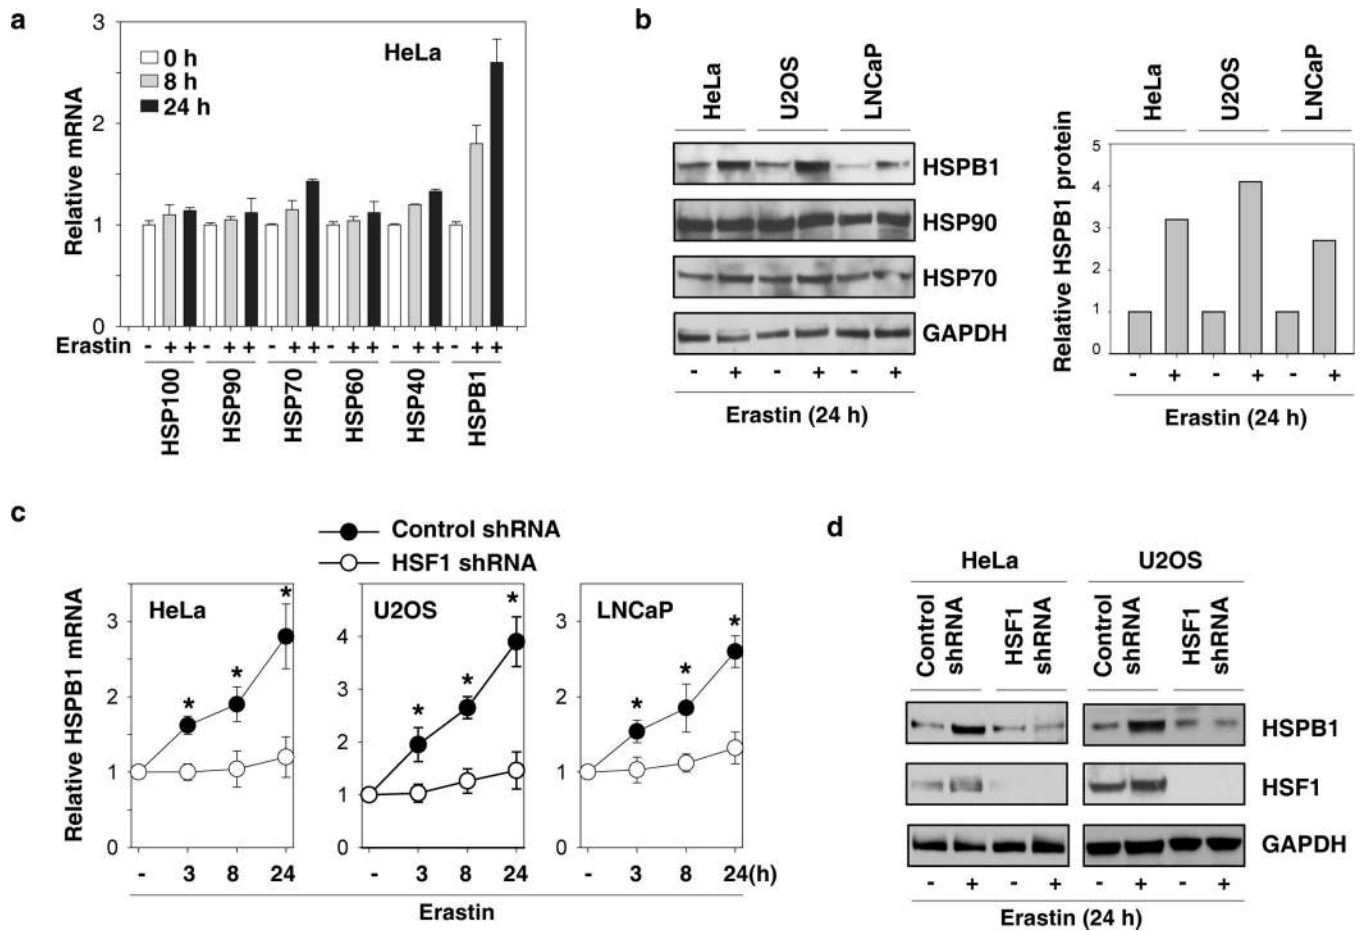 a
3
2
1
0
Relative mRNA
HeLa
0 h
8 h
24 h
Erastin - + + - + + - + + - + + - + + - + +
HSP100
HSP90
HSP70
HSP60
HSP40
HSPB1
b
HeLa
U2OS
LNCaP
HSPB1
HSP90
HSP70
GAPDH
- + - + - +
Erastin (24 h)
HeLa
U2OS
LNCaP
Relative HSPB1 protein
5
4
3
2
1
0
- + - + - +
Erastin (24 h)
c
Control shRNA
HSF1 shRNA
Relative HSPB1 mRNA
HeLa
3
2
1
0
* * *
- 3 8 24
U2OS
4
3
2
1
0
* * *
- 3 8 24
LNCaP
3
2
1
0
* * *
- 3 8 24(h)
Erastin
d
HeLa
U2OS
Control
shRNA
HSF1
shRNA
Control
shRNA
HSF1
shRNA
HSPB1
HSF1
GAPDH
- + - + - + - +
Erastin (24 h)